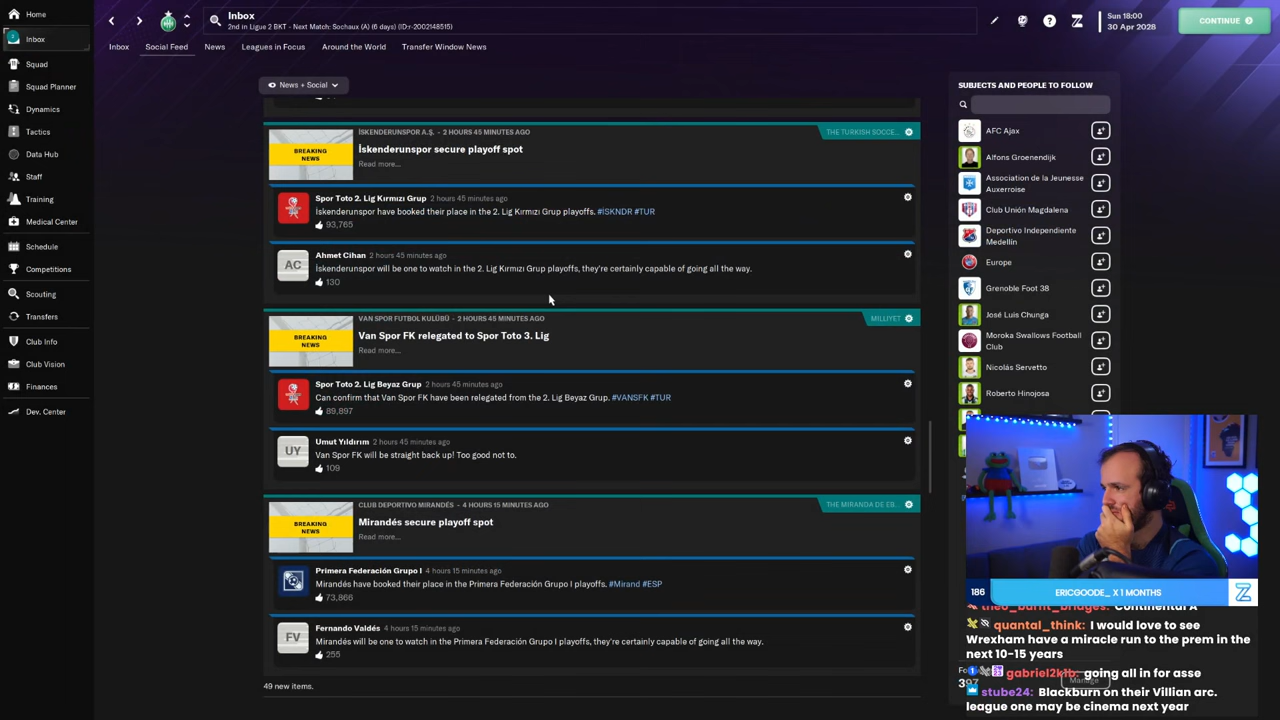 Home
Inbox
Squad
Squad Planner
Dynamics
Tactics
Data Hub
Staff
Training
Medical Center
Schedule
Competitions
Scouting
Transfers
Club Info
Club Vision
Finances
Dev. Center
Inbox
2nd in Ligue 2 BKT - Next Match: Sochaux (A) (6 days) (ID:r-2002148515)
Sun 18:00
30 Apr 2028
CONTINUE
Inbox
Social Feed
News
Leagues in Focus
Around the World
Transfer Window News
News + Social
İSKENDERUNSPOR A.Ş. - 2 HOURS 45 MINUTES AGO
THE TURKISH SOCCE...
BREAKING
NEWS
İskenderunspor secure playoff spot
Read more...
Spor Toto 2. Lig Kırmızı Grup 2 hours 45 minutes ago
İskenderunspor have booked their place in the 2. Lig Kırmızı Grup playoffs. #İSKNDR #TUR
93,765
AC
Ahmet Cihan 2 hours 45 minutes ago
İskenderunspor will be one to watch in the 2. Lig Kırmızı Grup playoffs, they're certainly capable of going all the way.
130
VAN SPOR FUTBOL KULÜBÜ - 2 HOURS 45 MINUTES AGO
MILLIYET
BREAKING
NEWS
Van Spor FK relegated to Spor Toto 3. Lig
Read more...
Spor Toto 2. Lig Beyaz Grup 2 hours 45 minutes ago
Can confirm that Van Spor FK have been relegated from the 2. Lig Beyaz Grup. #VANSFK #TUR
89,897
UY
Umut Yıldırım 2 hours 45 minutes ago
Van Spor FK will be straight back up! Too good not to.
109
CLUB DEPORTIVO MIRANDÉS - 4 HOURS 15 MINUTES AGO
THE MIRANDA DE EB...
BREAKING
NEWS
Mirandés secure playoff spot
Read more...
Primera Federación Grupo I 4 hours 15 minutes ago
Mirandés have booked their place in the Primera Federación Grupo I playoffs. #Mirand #ESP
73,866
FV
Fernando Valdés 4 hours 15 minutes ago
Mirandés will be one to watch in the Primera Federación Grupo I playoffs, they're certainly capable of going all the way.
255
49 new items.
SUBJECTS AND PEOPLE TO FOLLOW
AFC Ajax
Alfons Groenendijk
Association de la Jeunesse
Auxerroise
Club Unión Magdalena
Deportivo Independiente
Medellín
Europe
Grenoble Foot 38
José Luis Chunga
Moroka Swallows Football
Club
Nicolás Servetto
Roberto Hinojosa
186
ERICGOODE_ X 1 MONTHS
theo_burnt_bridges: Continental A
quantal_think: I would love to see
Wrexham have a miracle run to the prem in the
next 10-15 years
gabriel2klb: going all in for asse
397
Manage
stube24: Blackburn on their Villian arc.
league one may be cinema next year